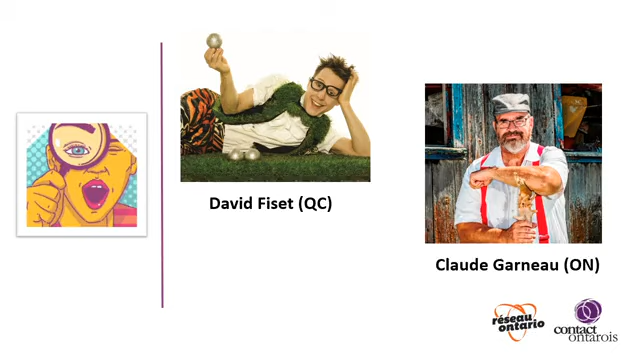 David Fiset (QC)
Claude Garneau (ON)
réseau
ontario
contact
ontarois